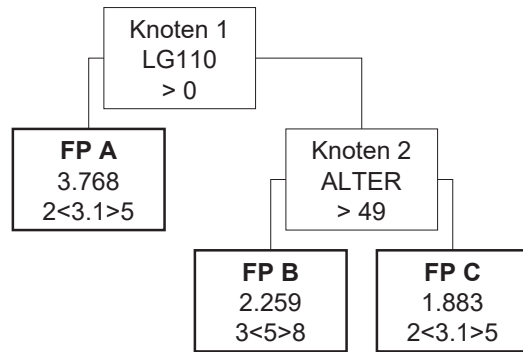 Knoten 1
LG110
> 0
FP A
3.768
2<3.1>5
Knoten 2
ALTER
> 49
FP B
2.259
3<5>8
FP C
1.883
2<3.1>5